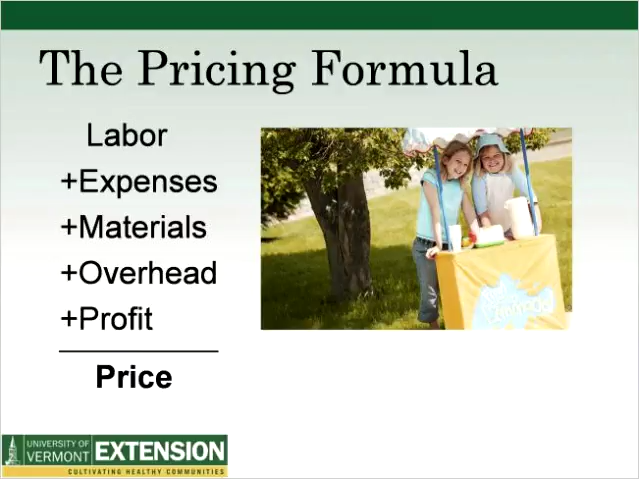 The Pricing Formula
Labor
+Expenses
+Materials
+Overhead
+Profit
Price
UNIVERSITY OF
VERMONT
EXTENSION
CULTIVATING HEALTHY COMMUNITIES